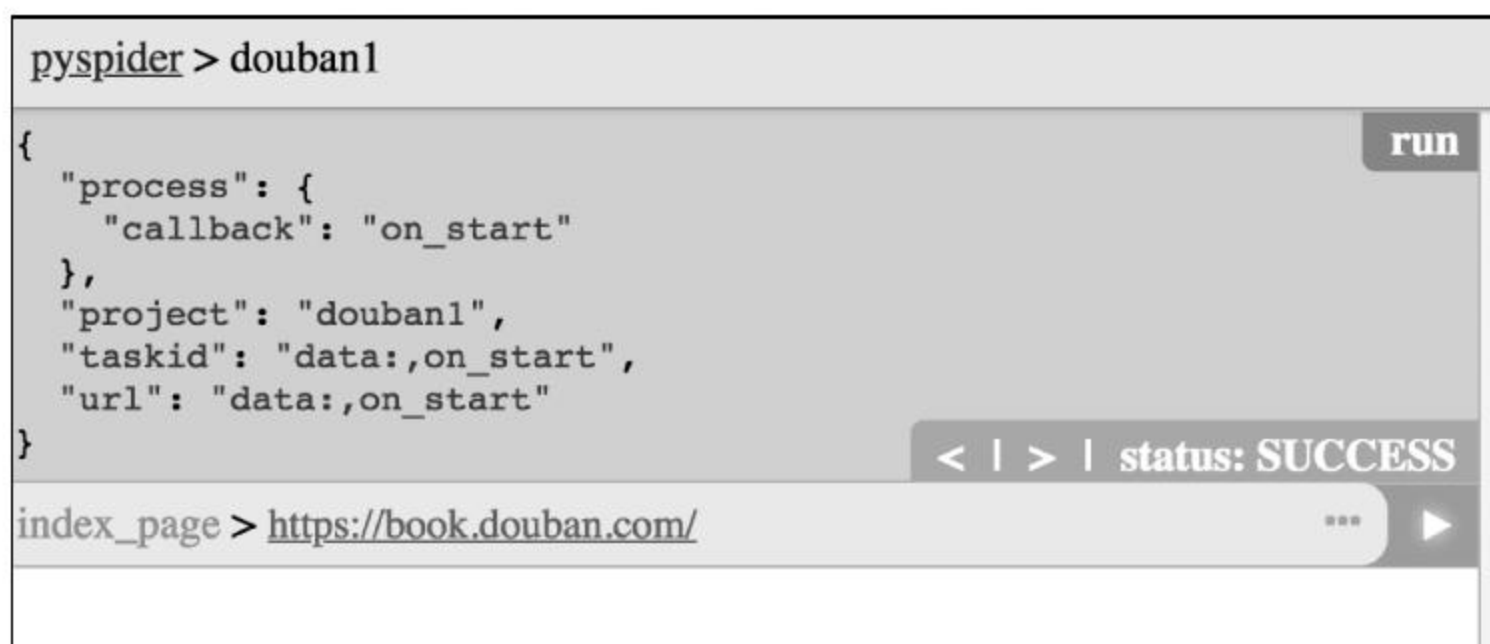 pyspider > douban1
{
run
"process": {
"callback": "on_start"
},
"project": "douban1",
"taskid": "data:,on_start",
"url": "data:,on_start"
}
< | > | status: SUCCESS
index_page > https://book.douban.com/